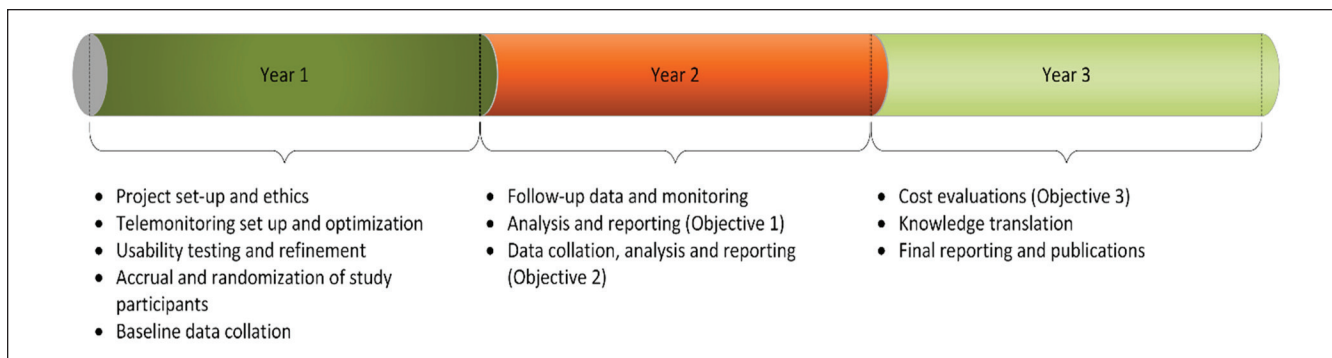 Year 1
Year 2
Year 3
• Project set-up and ethics
• Telemonitoring set up and optimization
• Usability testing and refinement
• Accrual and randomization of study
participants
• Baseline data collation
• Follow-up data and monitoring
• Analysis and reporting (Objective 1)
• Data collation, analysis and reporting
(Objective 2)
• Cost evaluations (Objective 3)
• Knowledge translation
• Final reporting and publications